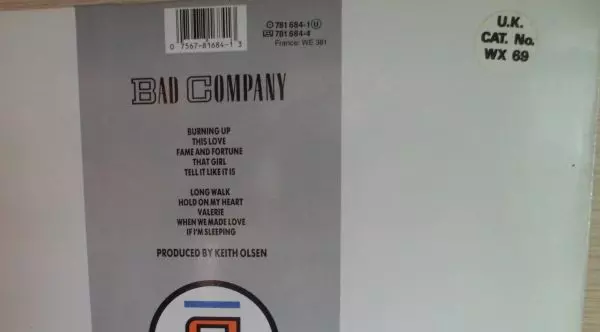 781 684-1 U
781 684-4
France: WE 381
0 7567-81684-1 3
U.K.
CAT. No.
WX 69
BAD COMPANY
BURNING UP
THIS LOVE
FAME AND FORTUNE
THAT GIRL
TELL IT LIKE IT IS
LONG WALK
HOLD ON MY HEART
VALERIE
WHEN WE MADE LOVE
IF I'M SLEEPING
PRODUCED BY KEITH OLSEN